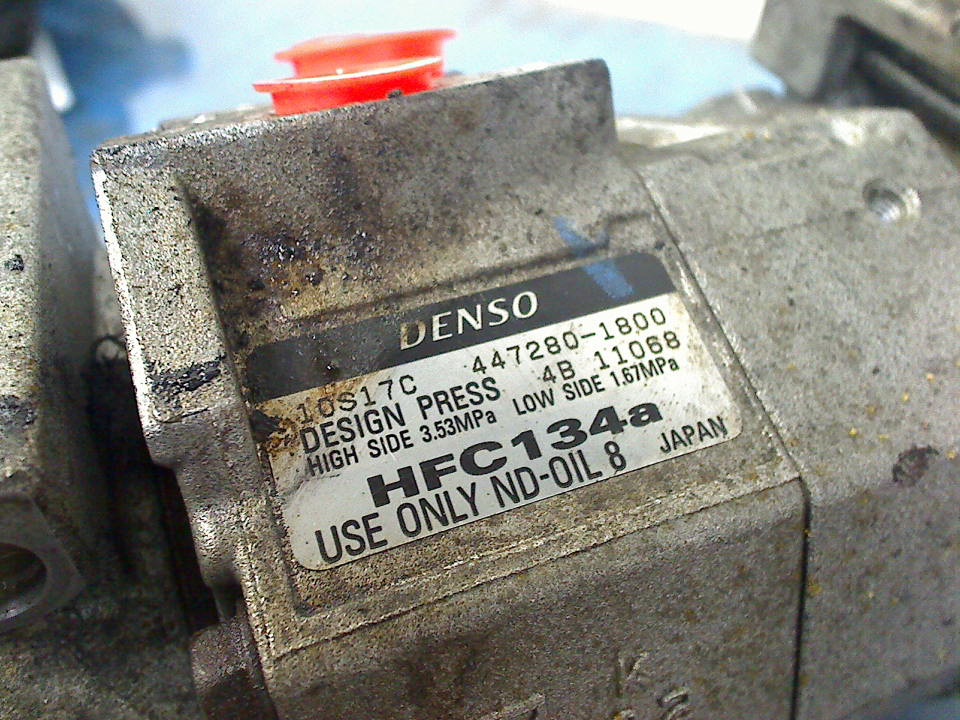 DENSO
10S17C 447280-1800
DESIGN PRESS 4B 11068
HIGH SIDE 3.53MPa LOW SIDE 1.67MPa
HFC134a
USE ONLY ND-OIL 8 JAPAN
K